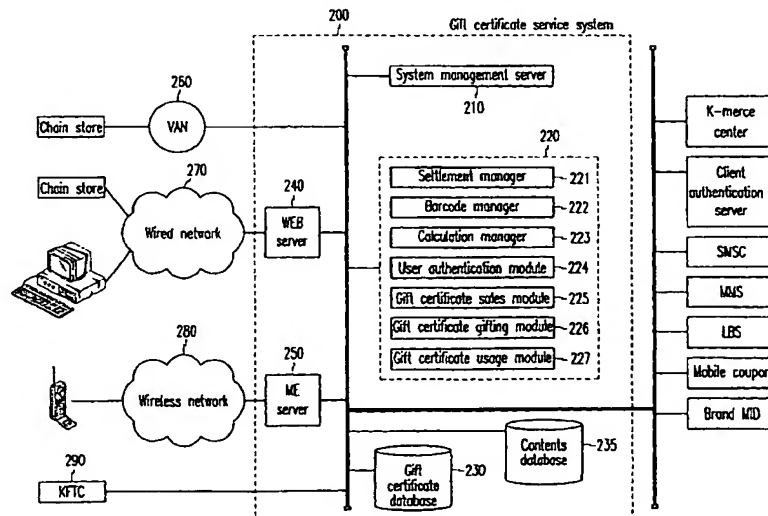 200
Gift certificate service system
System management server
210
260
VAN
Chain store
K-merce
center
220
Chain store
270
Wired network
240
WEB
server
Settlement manager
221
Barcode manager
222
Calculation manager
223
User authentication module
224
Gift certificate sales module
225
Gift certificate gifting module
226
Gift certificate usage module
227
Client
authentication
server
SMSC
MMS
LBS
Mobile coupon
Brand MID
280
Wireless network
250
ME
server
290
KFTC
Gift
certificate
database
230
Contents
database
235